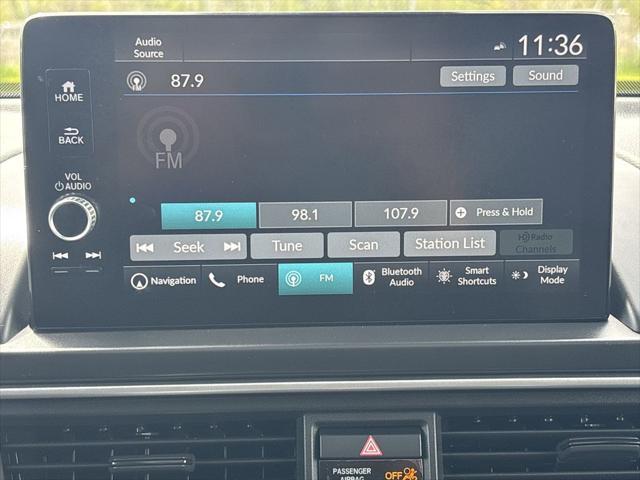 Audio
Source
11:36
87.9
Settings
Sound
HOME
BACK
VOL
AUDIO
FM
87.9
98.1
107.9
Press & Hold
Seek
Tune
Scan
Station List
HD Radio
Channels
Navigation
Phone
FM
Bluetooth
Audio
Smart
Shortcuts
Display
Mode
PASSENGER
AIRBAG
OFF